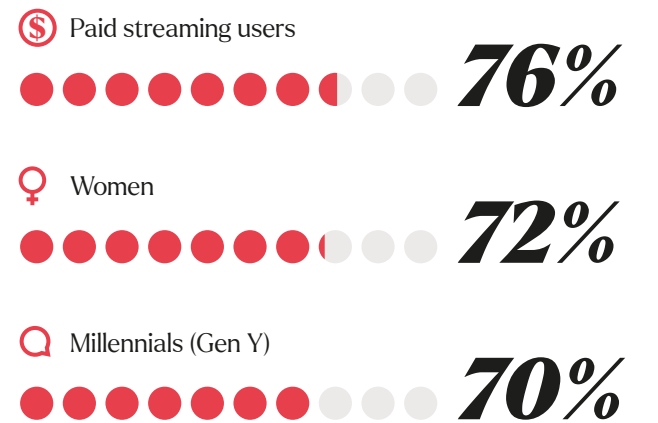 $ Paid streaming users
76%
Women
72%
Millennials (Gen Y)
70%